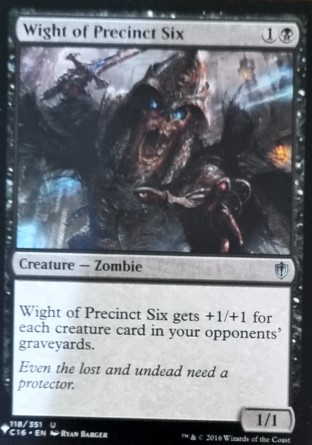 Wight of Precinct Six 1
Creature — Zombie
Wight of Precinct Six gets +1/+1 for
each creature card in your opponents'
graveyards.
Even the lost and undead need a
protector.
1/1
118/351 U
C16 • EN RYAN BARGER
™ & © 2016 Wizards of the Coast